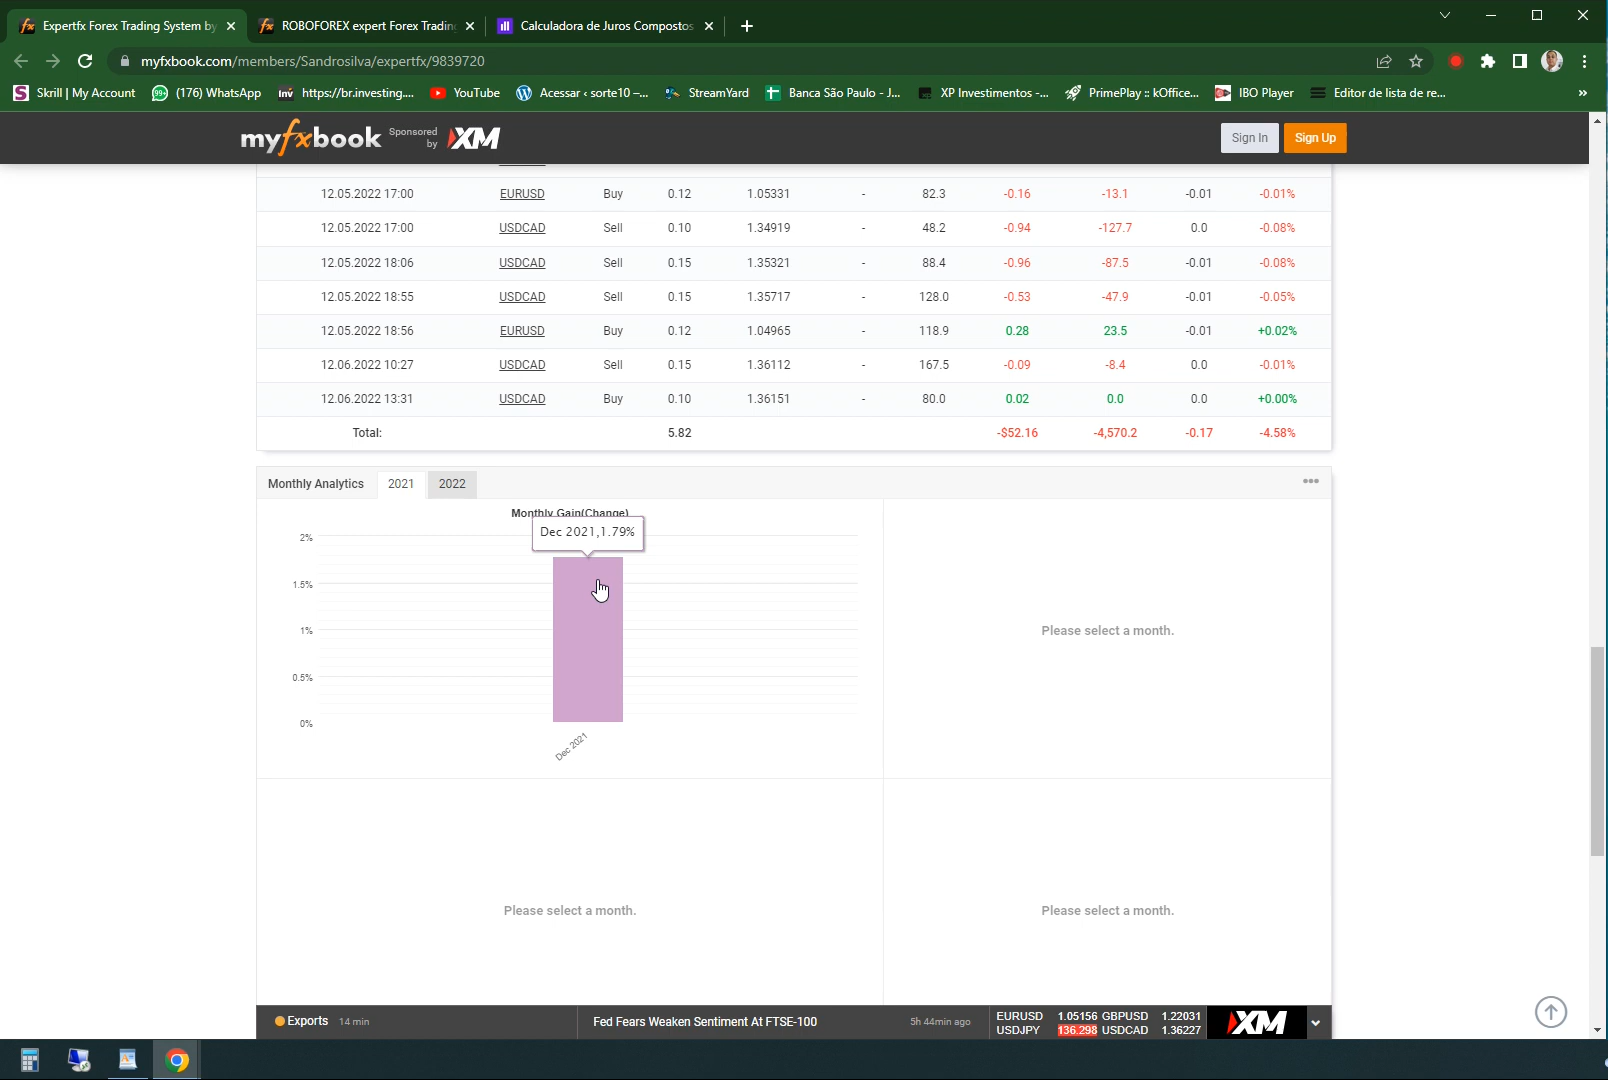 Expertfx Forex Trading System by
ROBOFOREX expert Forex Trading
Calculadora de Juros Compostos
myfxbook.com/members/Sandrosilva/expertfx/9839720
Skrill | My Account
(176) WhatsApp
https://br.investing....
YouTube
Acessar ‹ sorte10 —...
StreamYard
Banca São Paulo - J...
XP Investimentos -...
PrimePlay :: kOffice...
IBO Player
Editor de lista de re...
»
myfxbook Sponsored by XM
Sign In
Sign Up
12.05.2022 17:00 EURUSD Buy 0.12 1.05331 - 82.3 -0.16 -13.1 -0.01 -0.01%
12.05.2022 17:00 USDCAD Sell 0.10 1.34919 - 48.2 -0.94 -127.7 0.0 -0.08%
12.05.2022 18:06 USDCAD Sell 0.15 1.35321 - 88.4 -0.96 -87.5 -0.01 -0.08%
12.05.2022 18:55 USDCAD Sell 0.15 1.35717 - 128.0 -0.53 -47.9 -0.01 -0.05%
12.05.2022 18:56 EURUSD Buy 0.12 1.04965 - 118.9 0.28 23.5 -0.01 +0.02%
12.06.2022 10:27 USDCAD Sell 0.15 1.36112 - 167.5 -0.09 -8.4 0.0 -0.01%
12.06.2022 13:31 USDCAD Buy 0.10 1.36151 - 80.0 0.02 0.0 0.0 +0.00%
Total: 5.82 -$52.16 -4,570.2 -0.17 -4.58%
Monthly Analytics 2021 2022
Monthly Gain(Change)
Dec 2021,1.79%
2%
1.5%
1%
0.5%
0%
Dec 2021
Please select a month.
Please select a month.
Please select a month.
Exports 14 min
Fed Fears Weaken Sentiment At FTSE-100 5h 44min ago
EURUSD 1.05156 GBPUSD 1.22031
USDJPY 136.298 USDCAD 1.36227
XM